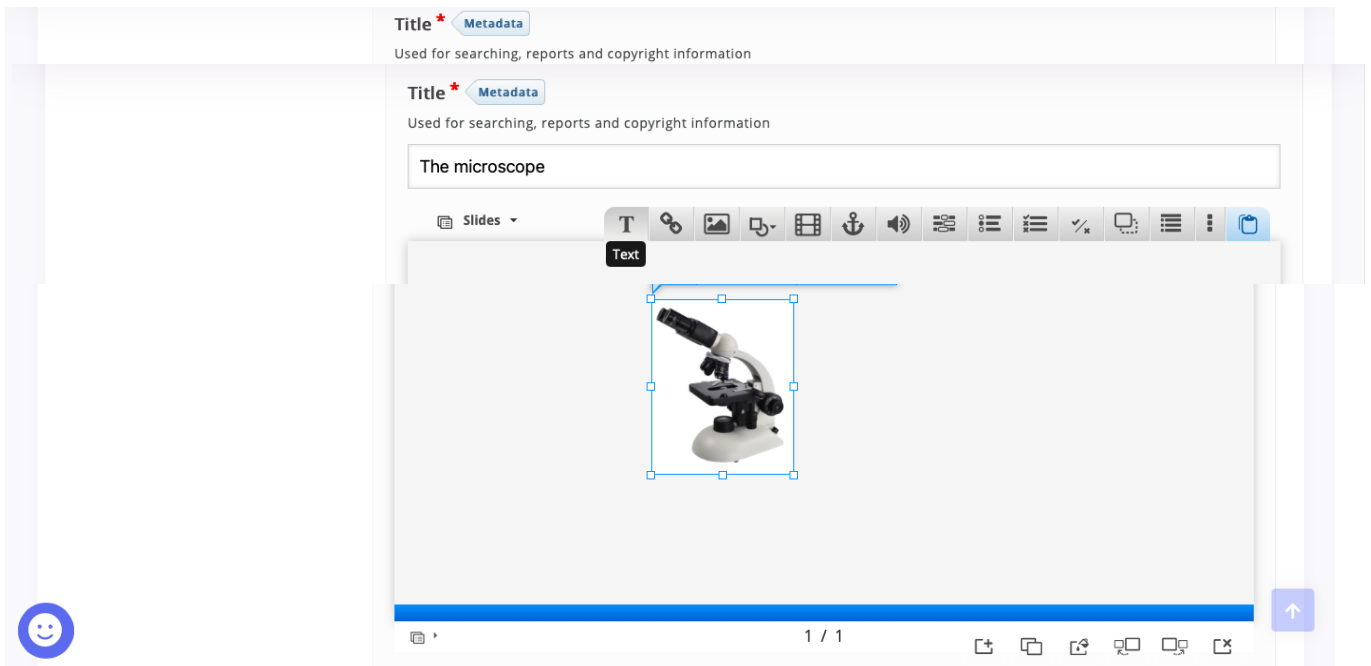 Title * Metadata
Used for searching, reports and copyright information
Title * Metadata
Used for searching, reports and copyright information
The microscope
Slides
T
Text
1 / 1